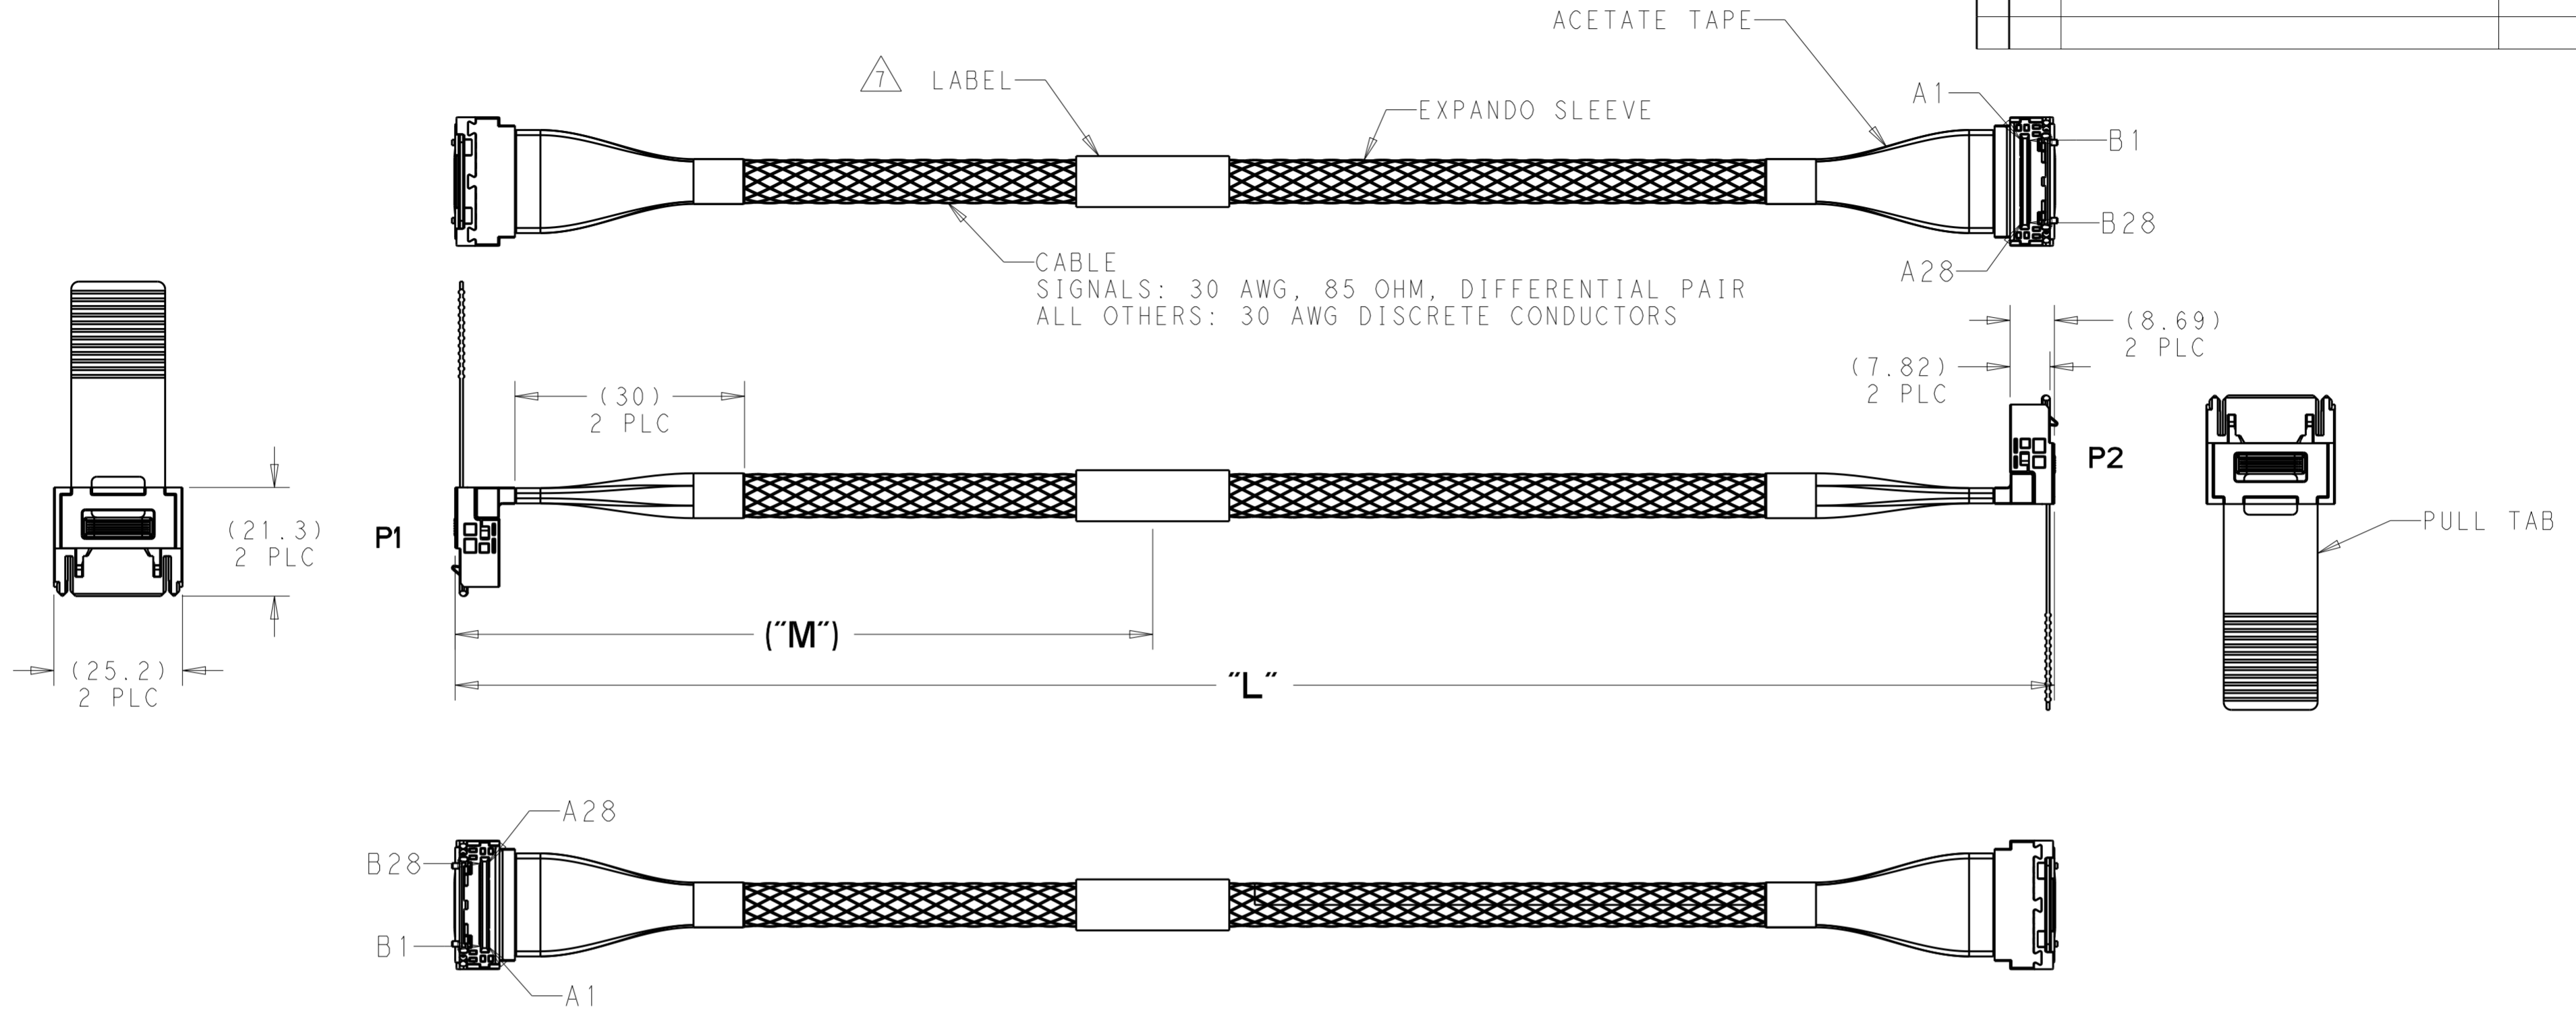 ACETATE TAPE
7 LABEL
EXPANDO SLEEVE
A1
B1
B28
A28
CABLE
SIGNALS: 30 AWG, 85 OHM, DIFFERENTIAL PAIR
ALL OTHERS: 30 AWG DISCRETE CONDUCTORS
(8.69)
2 PLC
(7.82)
2 PLC
(30)
2 PLC
P2
(21.3)
2 PLC
P1
PULL TAB
("M")
(25.2)
2 PLC
"L"
A28
B28
B1
A1